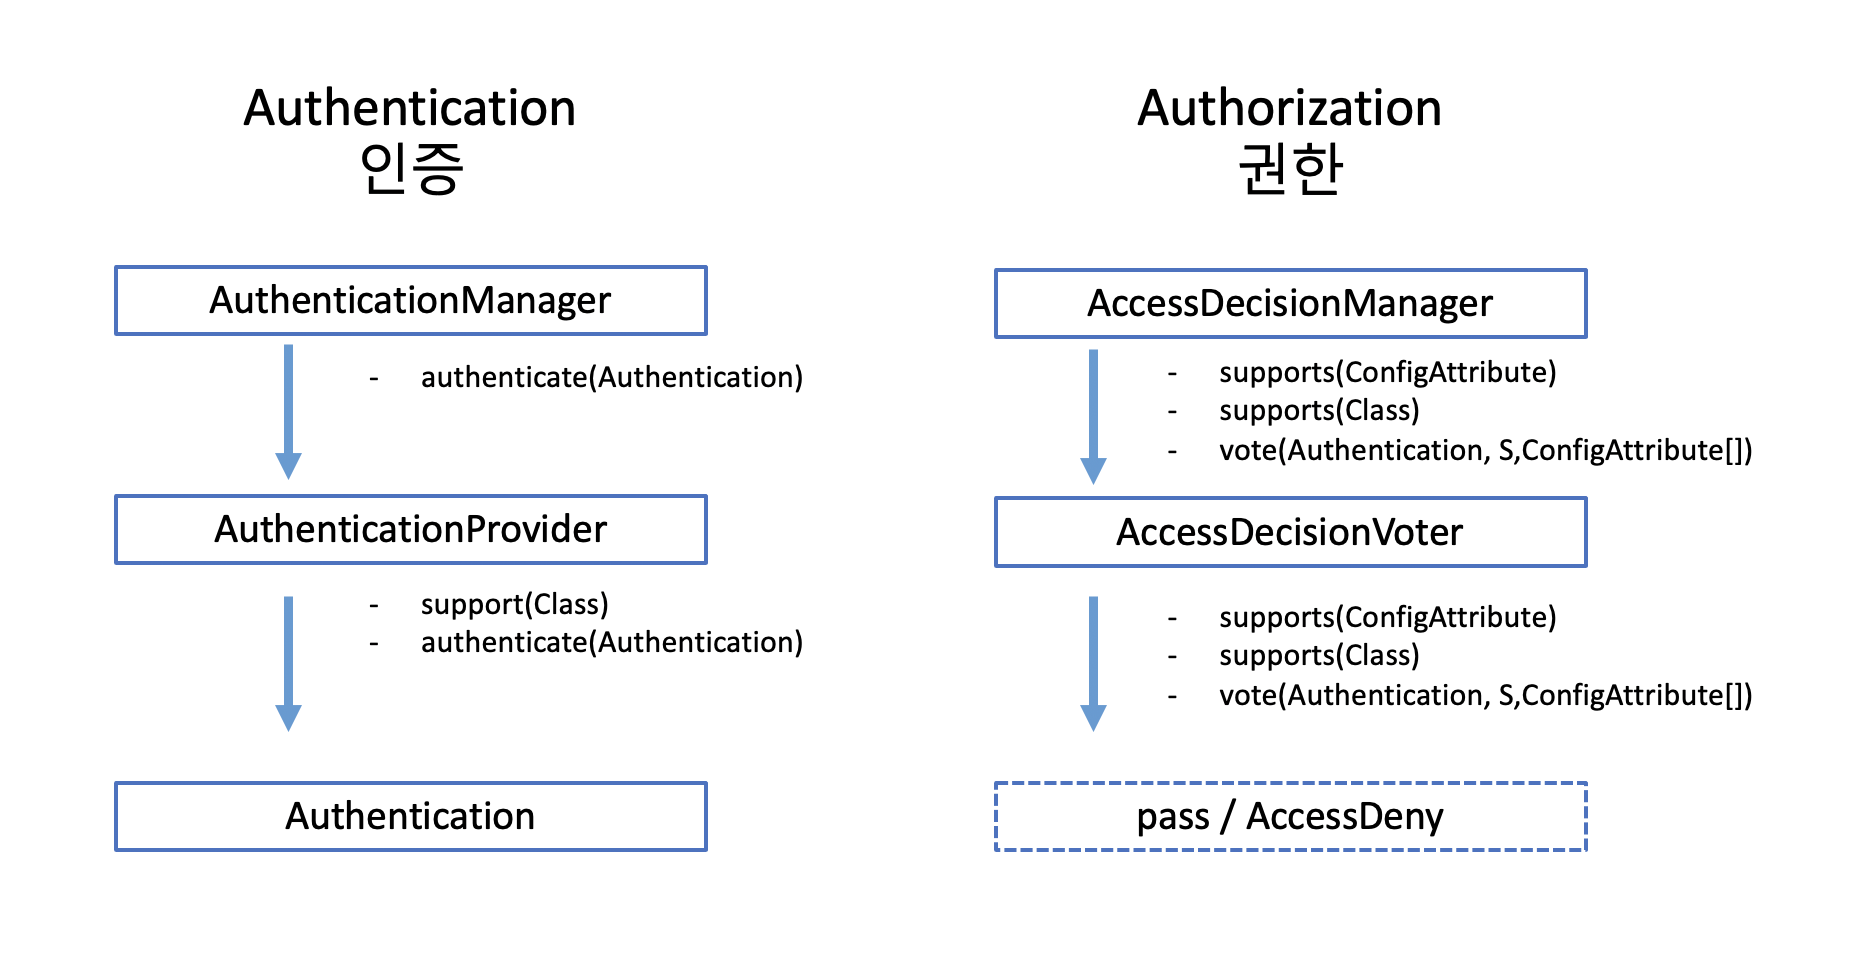 Authentication
인증
AuthenticationManager
- authenticate(Authentication)
AuthenticationProvider
- support(Class)
- authenticate(Authentication)
Authentication
Authorization
권한
AccessDecisionManager
- supports(ConfigAttribute)
- supports(Class)
- vote(Authentication, S,ConfigAttribute[])
AccessDecisionVoter
- supports(ConfigAttribute)
- supports(Class)
- vote(Authentication, S,ConfigAttribute[])
pass / AccessDeny